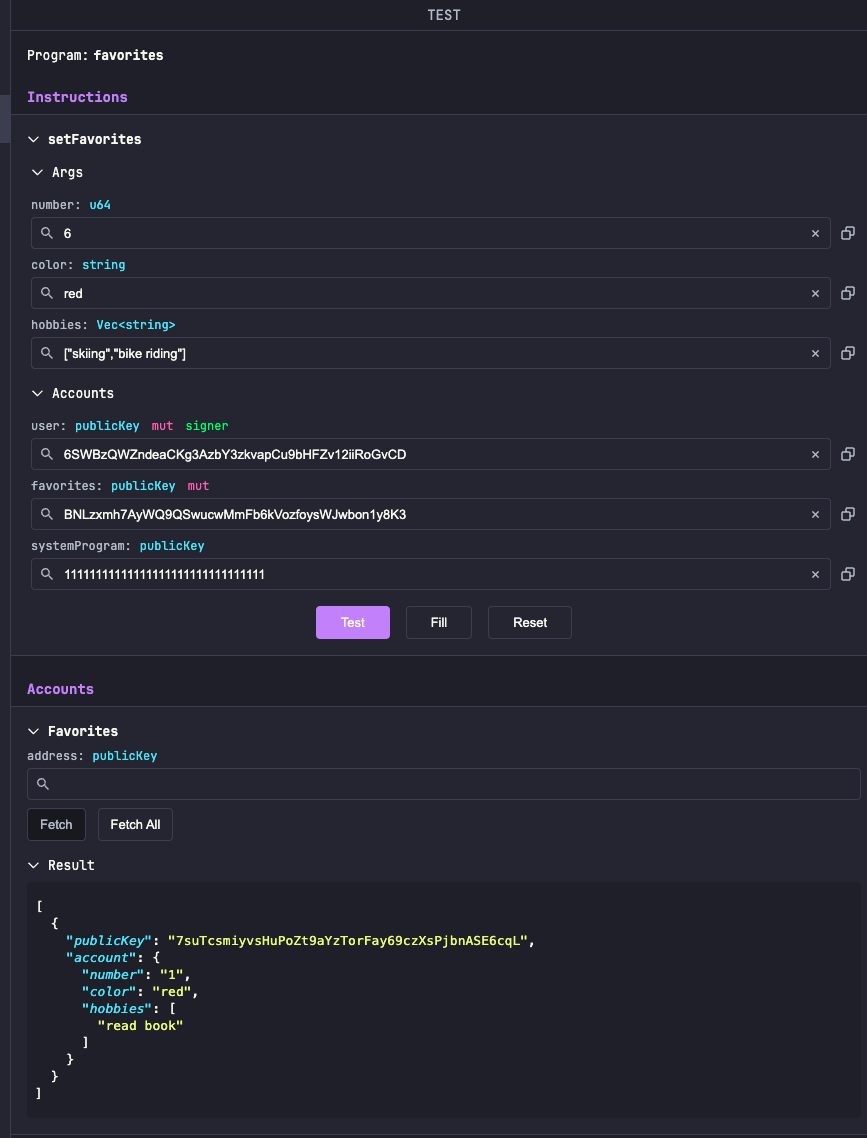 TEST
Program: favorites
Instructions
setFavorites
Args
number: u64
6
color: string
red
hobbies: Vec<string>
["skiing","bike riding"]
Accounts
user: publicKey mut signer
6SWBzQWZndeaCKg3AzbY3zkvapCu9bHFZv12iiRoGvCD
favorites: publicKey mut
BNLzxmh7AyWQ9QSwucwMmFb6kVozfoysWJwbon1y8K3
systemProgram: publicKey
11111111111111111111111111111111
Test Fill Reset
Accounts
Favorites
address: publicKey
Fetch Fetch All
Result
[
{
"publicKey": "7suTcsmiyvsHuPoZt9aYzTorFay69czXsPjbnASE6cqL",
"account": {
"number": "1",
"color": "red",
"hobbies": [
"read book"
]
}
}
]